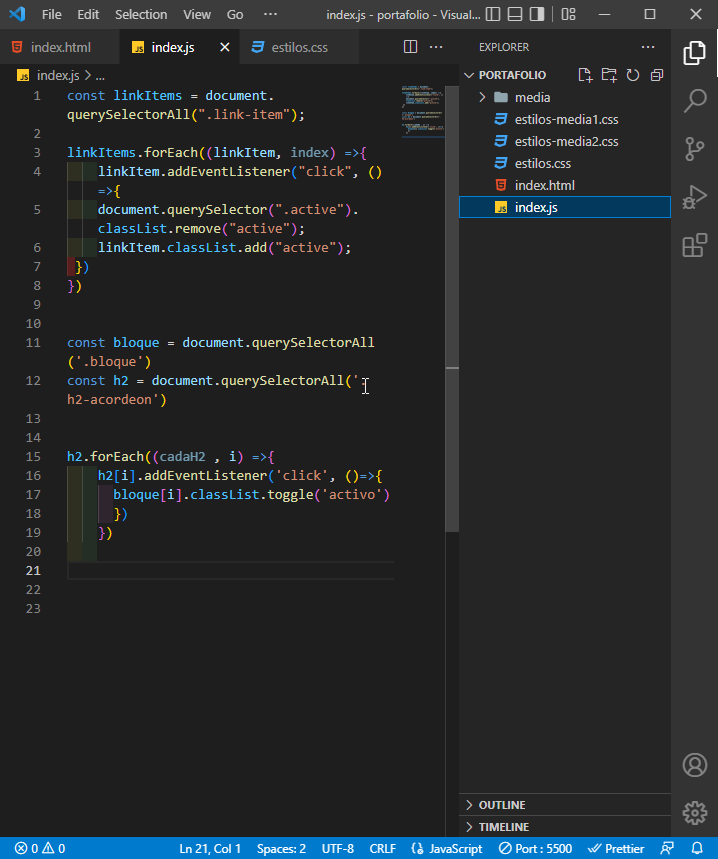 File Edit Selection View Go ··· index.js - portafolio - Visual...
index.html index.js estilos.css ···
index.js > ...
1 const linkItems = document.
querySelectorAll(".link-item");
2
3 linkItems.forEach((linkItem, index) =>{
4 linkItem.addEventListener("click", ()
=>{
5 document.querySelector(".active").
classList.remove("active");
6 linkItem.classList.add("active");
7 })
8 })
9
10
11 const bloque = document.querySelectorAll
('.bloque')
12 const h2 = document.querySelectorAll('.
h2-acordeon')
13
14
15 h2.forEach((cadaH2 , i) =>{
16 h2[i].addEventListener('click', ()=>{
17 bloque[i].classList.toggle('activo')
18 })
19 })
20
21
22
23
EXPLORER ···
PORTAFOLIO
media
estilos-media1.css
estilos-media2.css
estilos.css
index.html
index.js
OUTLINE
TIMELINE
0 0 Ln 21, Col 1 Spaces: 2 UTF-8 CRLF JavaScript Port : 5500 Prettier